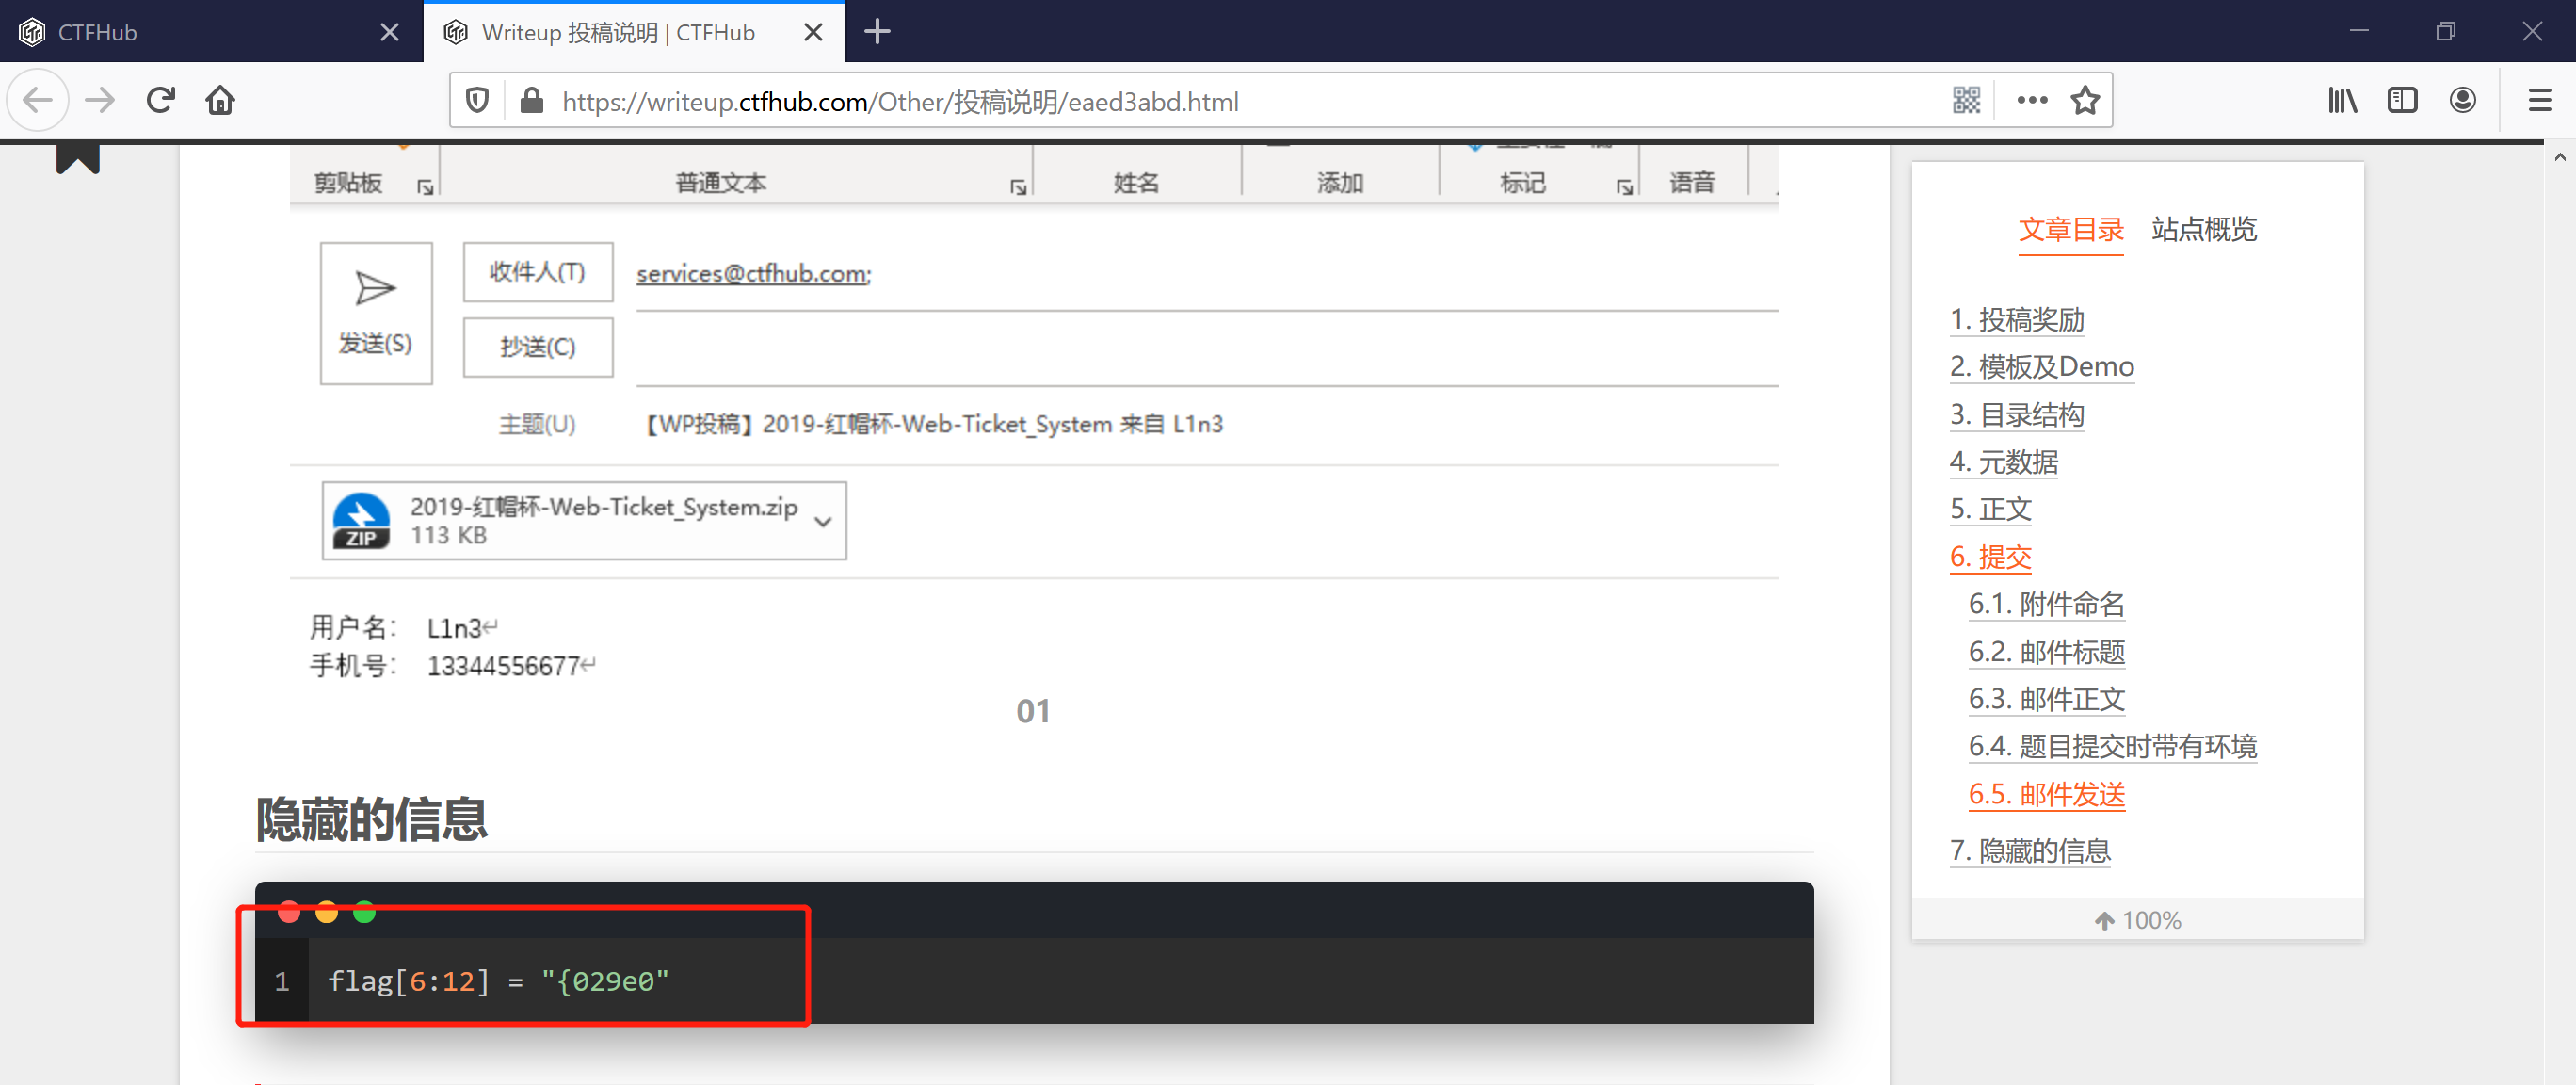 CTFHub
Writeup 投稿说明 | CTFHub
https://writeup.ctfhub.com/Other/投稿说明/eaed3abd.html
剪贴板
普通文本
姓名
添加
标记
语音
发送(S)
收件人(T)
services@ctfhub.com;
抄送(C)
主题(U)
【WP投稿】2019-红帽杯-Web-Ticket_System 来自 L1n3
2019-红帽杯-Web-Ticket_System.zip
113 KB
ZIP
用户名： L1n3↵
手机号： 13344556677↵
01
隐藏的信息
1 flag[6:12] = "{029e0"
文章目录 站点概览
1. 投稿奖励
2. 模板及Demo
3. 目录结构
4. 元数据
5. 正文
6. 提交
6.1. 附件命名
6.2. 邮件标题
6.3. 邮件正文
6.4. 题目提交时带有环境
6.5. 邮件发送
7. 隐藏的信息
100%